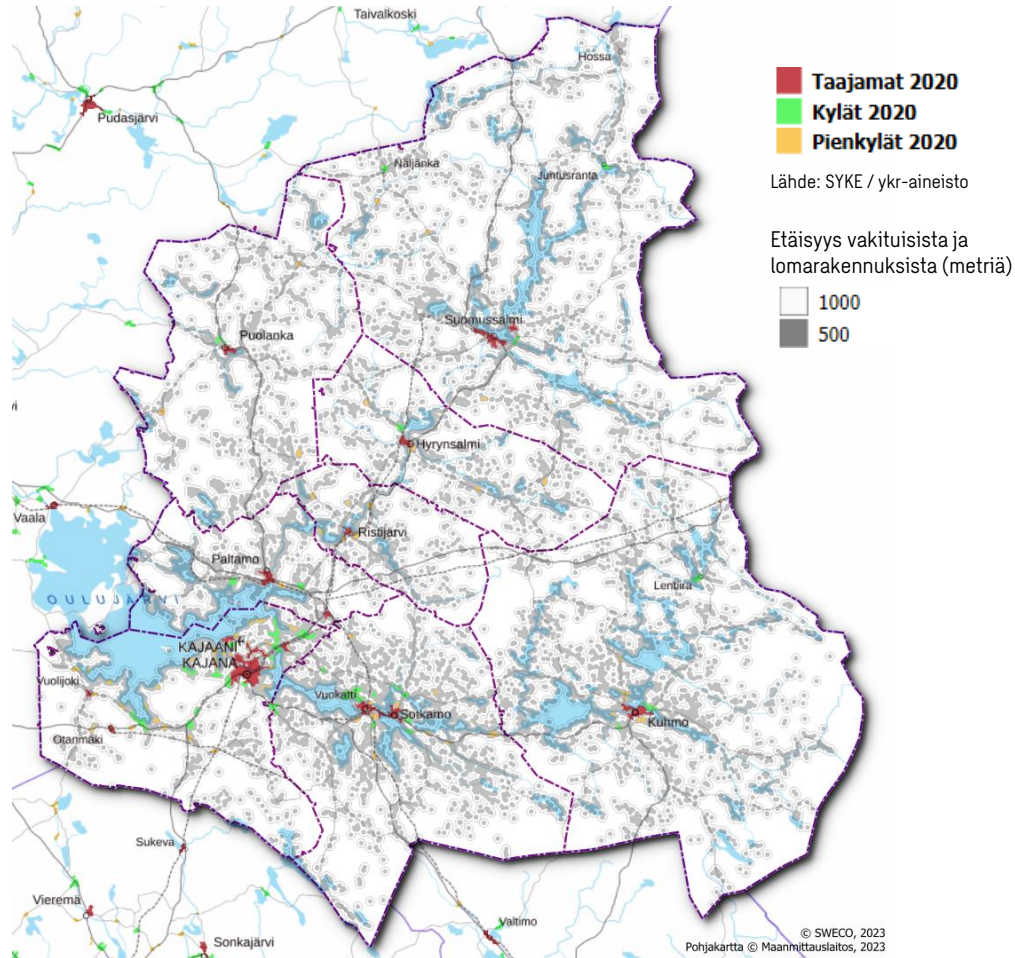 Taivalkoski
Hossa
Pudasjärvi
Näljänkä
Juntusranta
Suomussalmi
Puolanka
Hyrynsalmi
vi
Vaala
Ristijärvi
Paltamo
Lentiira
OULUJÄRVI
KAJAANI
KAJANA
Vuolijoki
Vuokatti
Sotkamo
Kuhmo
Otanmäki
Sukeva
Vieremä
Valtimo
Sonkajärvi
Taajamat 2020
Kylät 2020
Pienkylät 2020
Lähde: SYKE / ykr-aineisto
Etäisyys vakituisista ja
lomarakennuksista (metriä)
1000
500
© SWECO, 2023
Pohjakartta © Maanmittauslaitos, 2023